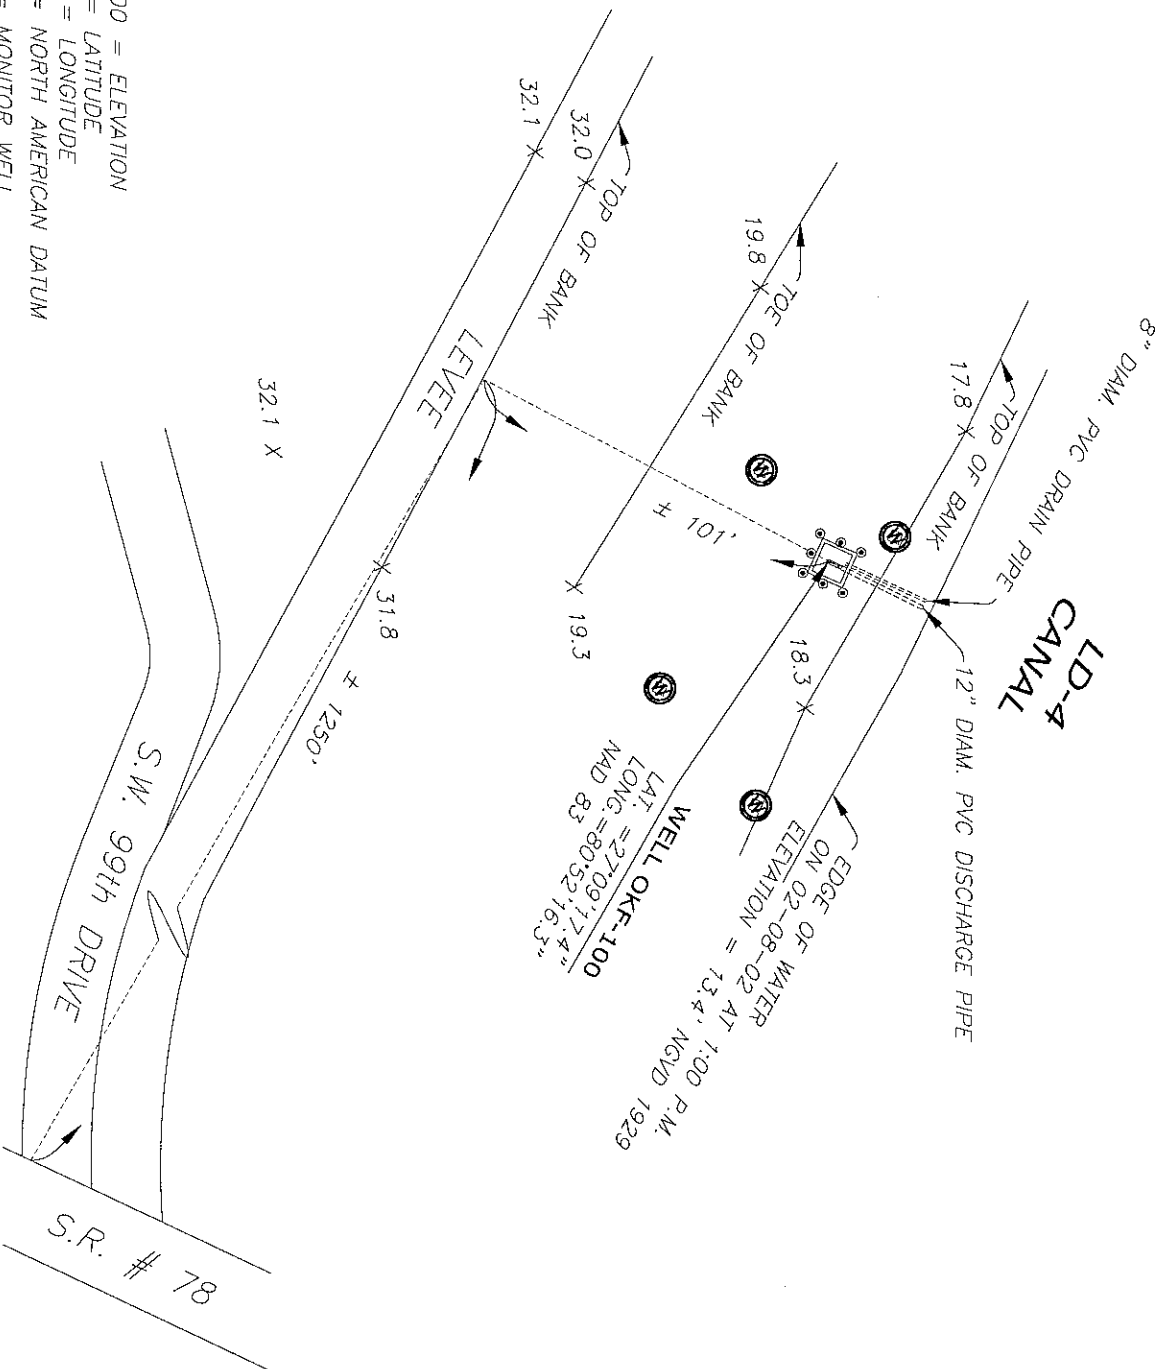 00 = ELEVATION
= LATITUDE
= LONGITUDE
= NORTH AMERICAN DATUM
= MONITOR WELL
32.1 X
32.0 X
TOP OF BANK
19.8 X
TOE OF BANK
17.8 X
TOP OF BANK
8" DIAM. PVC DRAIN PIPE
LD-4
CANAL
12" DIAM. PVC DISCHARGE PIPE
LEVEE
± 101'
W
W
W
W
32.1 X
X 31.8
X 19.3
18.3 X
± 1250'
WELL OKF-100
LAT. =27°09'17.4"
LONG.=80°52'16.3"
NAD 83
EDGE OF WATER
ON 02-08-02 AT 1:00 P.M.
ELEVATION = 13.4' NGVD 1929
S.W. 99th DRIVE
S.R. # 78